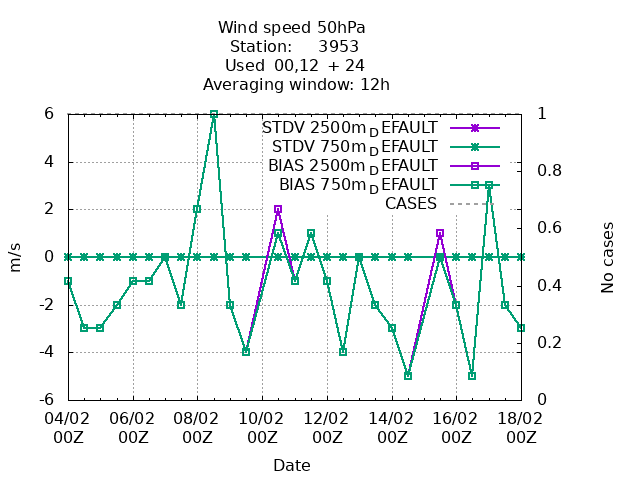 Wind speed 50hPa
Station: 3953
Used 00,12 + 24
Averaging window: 12h
STDV 2500m_DEFAULT
STDV 750m_DEFAULT
BIAS 2500m_DEFAULT
BIAS 750m_DEFAULT
CASES
6
4
2
0
-2
-4
-6
m/s
1
0.8
0.6
0.4
0.2
0
No cases
04/02 06/02 08/02 10/02 12/02 14/02 16/02 18/02
00Z 00Z 00Z 00Z 00Z 00Z 00Z 00Z
Date